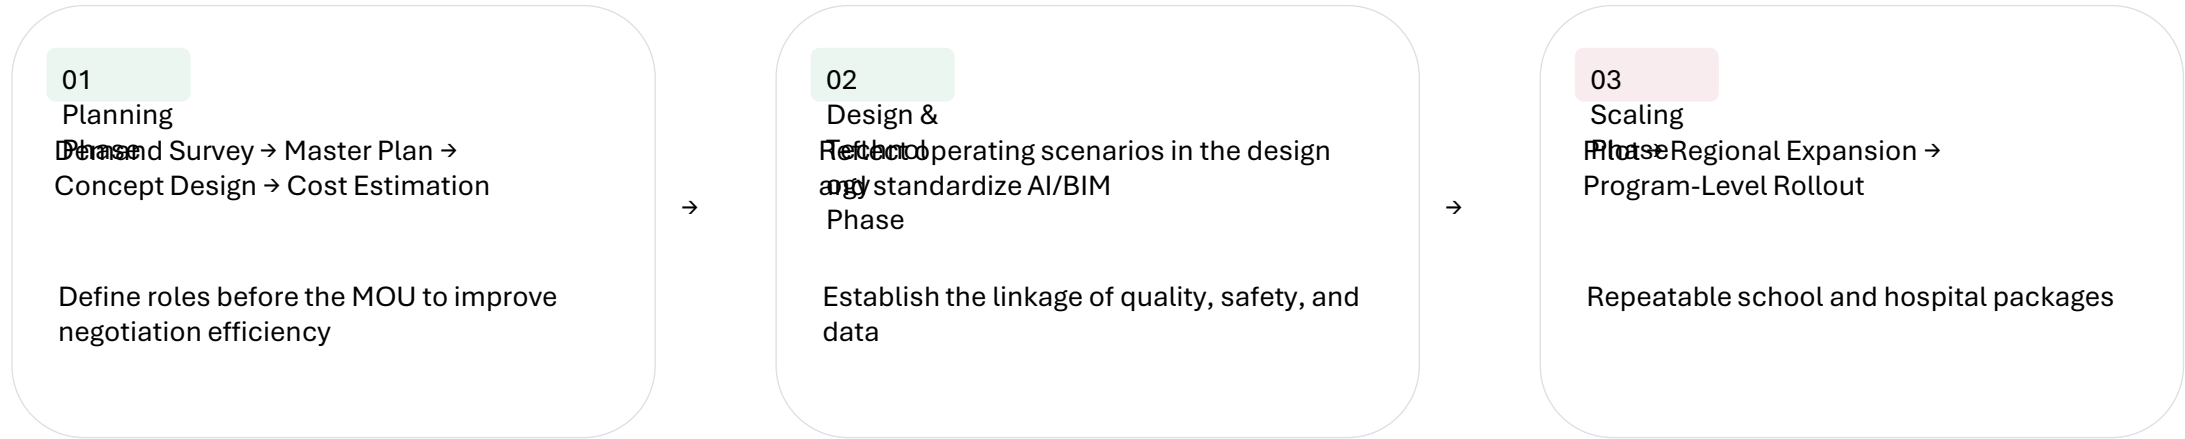 01
Planning
Phase
Demand Survey → Master Plan →
Concept Design → Cost Estimation
Define roles before the MOU to improve
negotiation efficiency
→
02
Design &
Technol
ogy
Phase
Reflect operating scenarios in the design
and standardize AI/BIM
Establish the linkage of quality, safety, and
data
→
03
Scaling
Phase
Pilot → Regional Expansion →
Program-Level Rollout
Repeatable school and hospital packages